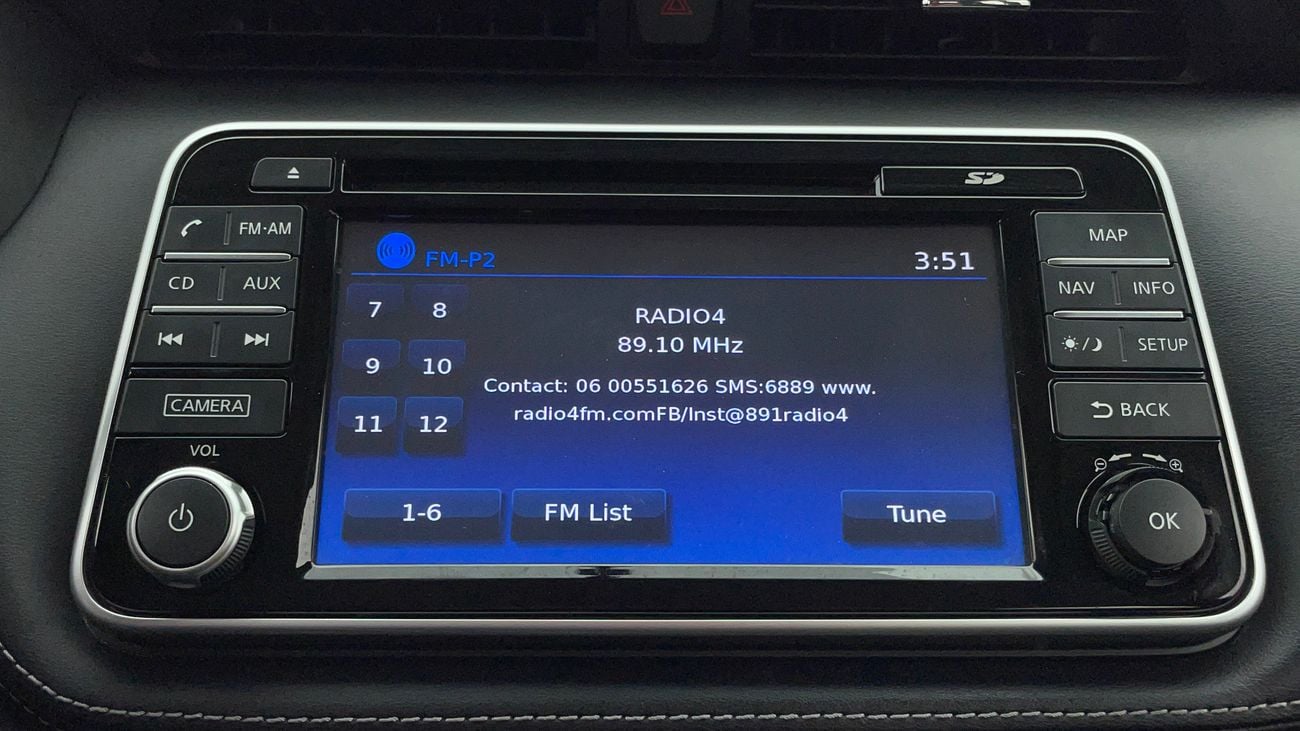 SD
FM·AM
CD AUX
CAMERA
VOL
FM-P2 3:51
7 8
9 10
11 12
RADIO4
89.10 MHz
Contact: 06 00551626 SMS:6889 www.
radio4fm.comFB/Inst@891radio4
1-6 FM List Tune
MAP
NAV INFO
SETUP
BACK
OK